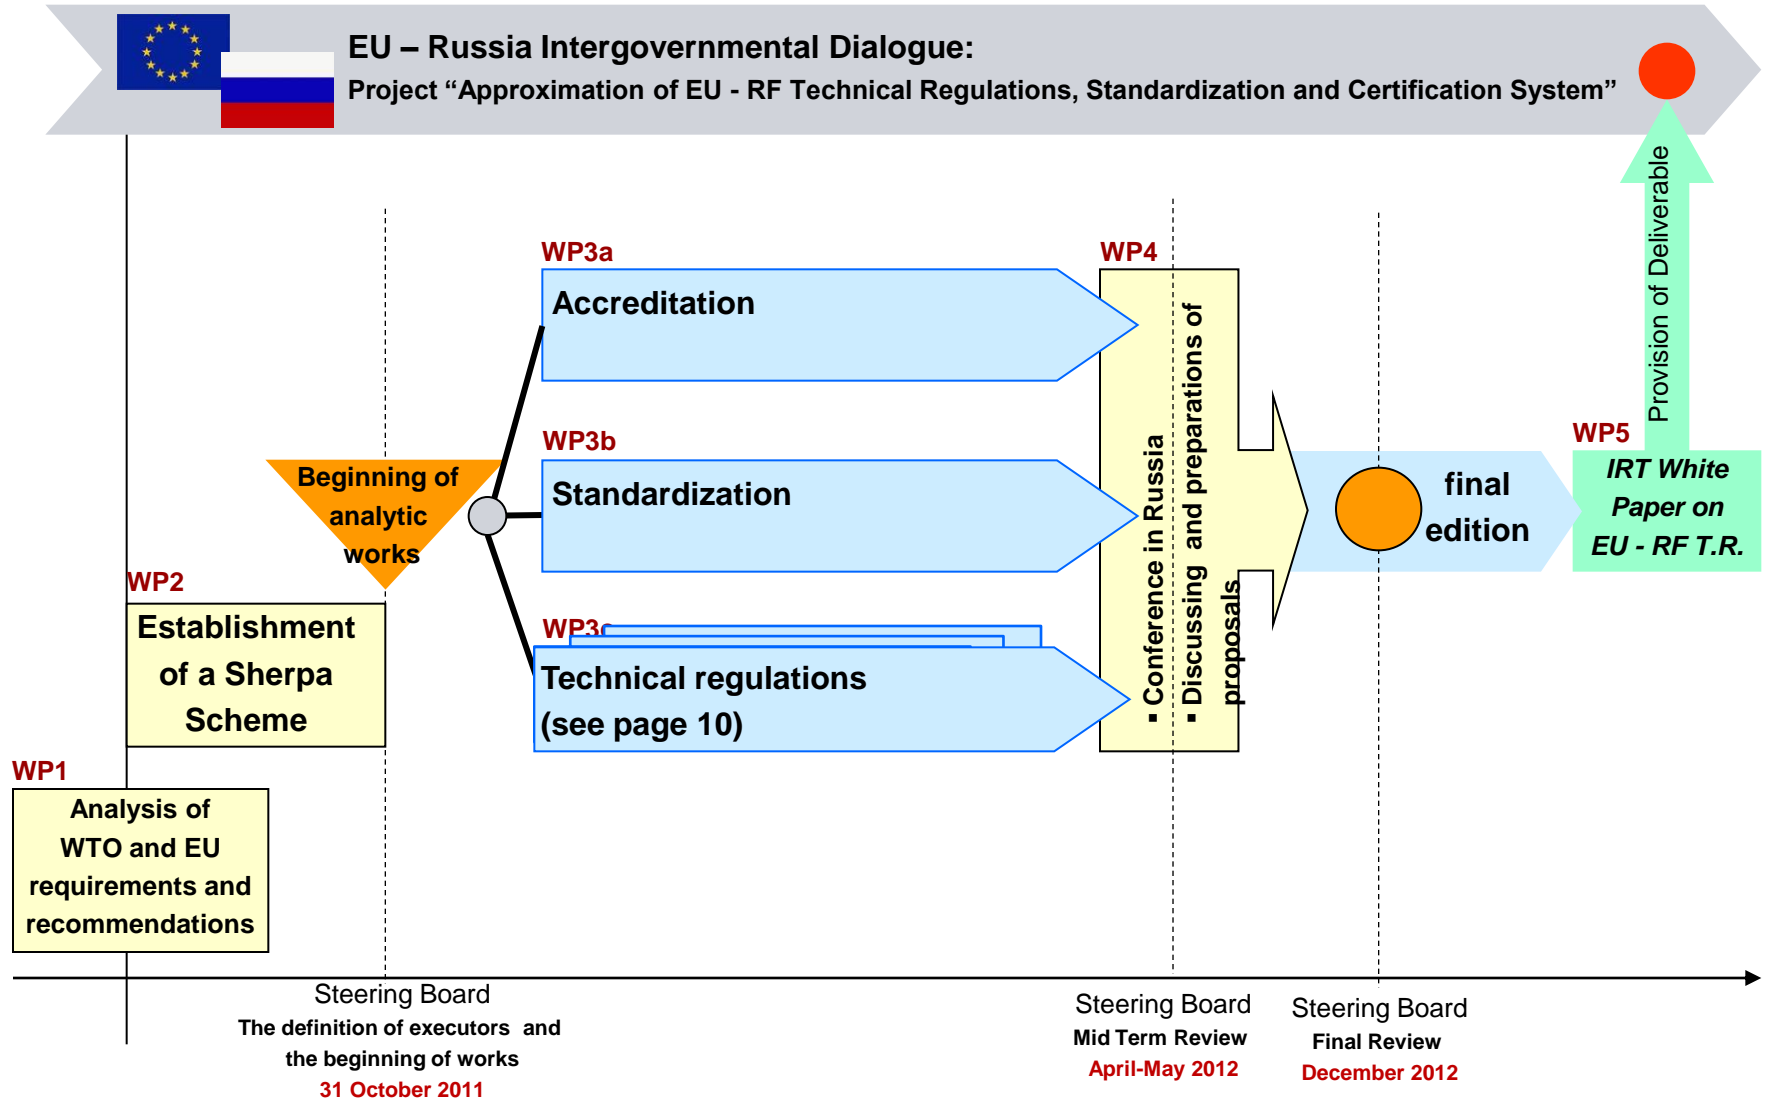 EU – Russia Intergovernmental Dialogue:
Project “Approximation of EU - RF Technical Regulations, Standardization and Certification System”
Provision of Deliverable
WP3a
Accreditation
WP4
▪ Conference in Russia
▪ Discussing and preparations of
proposals
WP3b
Standardization
Beginning of
analytic
works
final
edition
WP5
IRT White
Paper on
EU - RF T.R.
WP2
Establishment
of a Sherpa
Scheme
WP3c
Technical regulations
(see page 10)
WP1
Analysis of
WTO and EU
requirements and
recommendations
Steering Board
The definition of executors and
the beginning of works
31 October 2011
Steering Board
Mid Term Review
April-May 2012
Steering Board
Final Review
December 2012